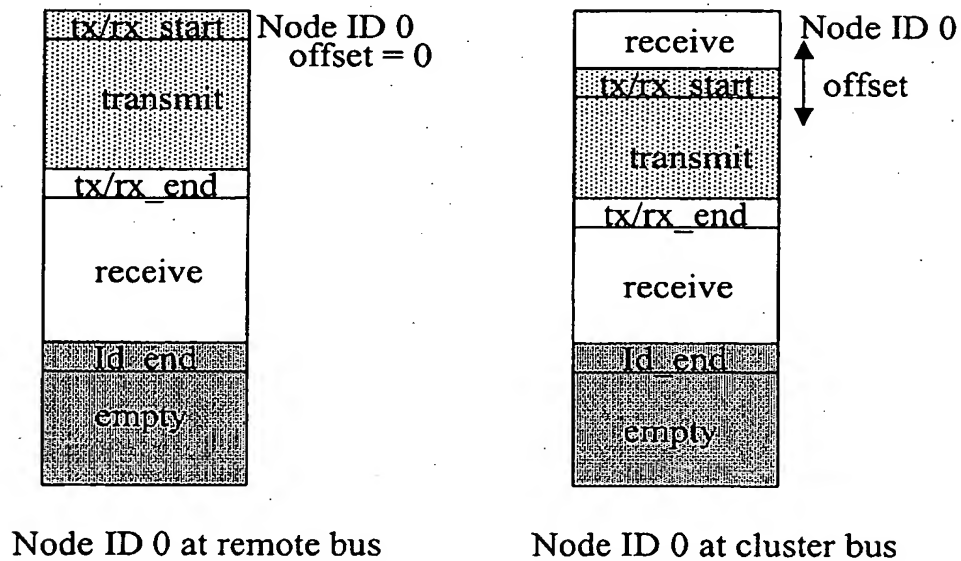 tx/rx_start Node ID 0
offset = 0
transmit
tx/rx_end
receive
Id_end
empty
Node ID 0 at remote bus
receive Node ID 0
offset
tx/rx_start
transmit
tx/rx_end
receive
Id_end
empty
Node ID 0 at cluster bus